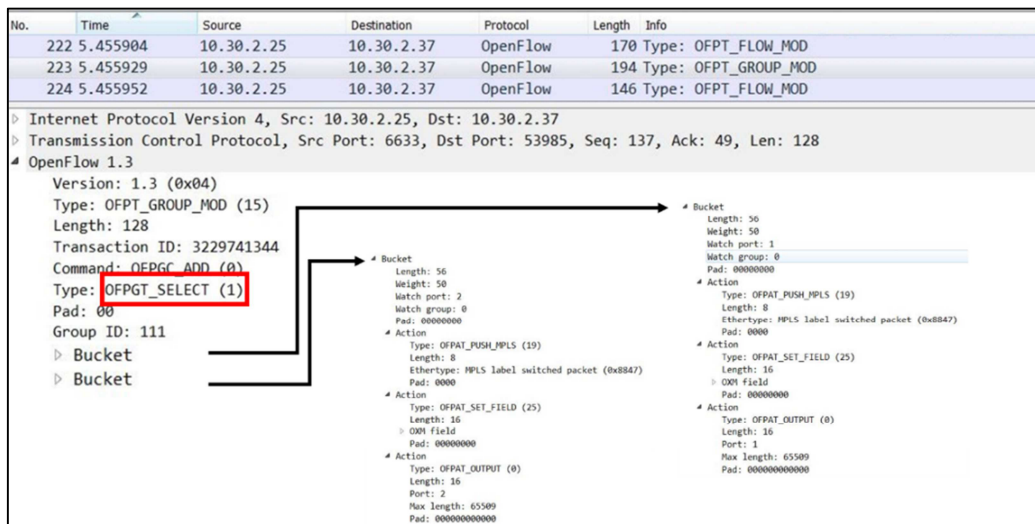 No. Time Source Destination Protocol Length Info
222 5.455904 10.30.2.25 10.30.2.37 OpenFlow 170 Type: OFPT_FLOW_MOD
223 5.455929 10.30.2.25 10.30.2.37 OpenFlow 194 Type: OFPT_GROUP_MOD
224 5.455952 10.30.2.25 10.30.2.37 OpenFlow 146 Type: OFPT_FLOW_MOD
Internet Protocol Version 4, Src: 10.30.2.25, Dst: 10.30.2.37
Transmission Control Protocol, Src Port: 6633, Dst Port: 53985, Seq: 137, Ack: 49, Len: 128
OpenFlow 1.3
Version: 1.3 (0x04)
Type: OFPT_GROUP_MOD (15)
Length: 128
Transaction ID: 3229741344
Command: OFPGC_ADD (0)
Type: OFPGT_SELECT (1)
Pad: 00
Group ID: 111
Bucket
Bucket
Bucket
Length: 56
Weight: 50
Watch port: 2
Watch group: 0
Pad: 00000000
Action
Type: OFPAT_PUSH_MPLS (19)
Length: 8
Ethertype: MPLS label switched packet (0x8847)
Pad: 0000
Action
Type: OFPAT_SET_FIELD (25)
Length: 16
OXM field
Pad: 00000000
Action
Type: OFPAT_OUTPUT (0)
Length: 16
Port: 2
Max length: 65509
Pad: 000000000000
Bucket
Length: 56
Weight: 50
Watch port: 1
Watch group: 0
Pad: 00000000
Action
Type: OFPAT_PUSH_MPLS (19)
Length: 8
Ethertype: MPLS label switched packet (0x8847)
Pad: 0000
Action
Type: OFPAT_SET_FIELD (25)
Length: 16
OXM field
Pad: 00000000
Action
Type: OFPAT_OUTPUT (0)
Length: 16
Port: 1
Max length: 65509
Pad: 000000000000